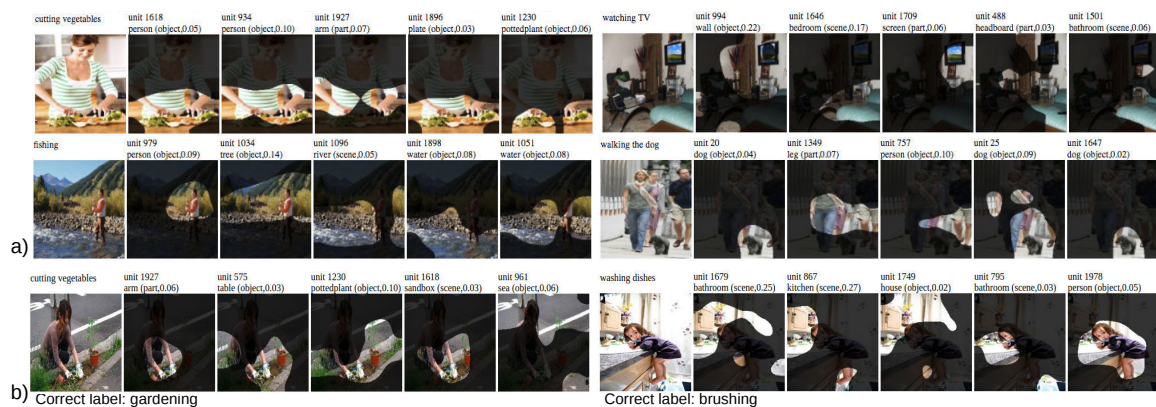 cutting vegetables
unit 1618
person (object,0.05)
unit 934
person (object,0.10)
unit 1927
arm (part,0.07)
unit 1896
plate (object,0.03)
unit 1230
pottedplant (object,0.06)
watching TV
unit 994
wall (object,0.22)
unit 1646
bedroom (scene,0.17)
unit 1709
screen (part,0.06)
unit 488
headboard (part,0.03)
unit 1501
bathroom (scene,0.06)
fishing
unit 979
person (object,0.09)
unit 1034
tree (object,0.14)
unit 1096
river (scene,0.05)
unit 1898
water (object,0.08)
unit 1051
water (object,0.08)
walking the dog
unit 20
dog (object,0.04)
unit 1349
leg (part,0.07)
unit 757
person (object,0.10)
unit 25
dog (object,0.09)
unit 1647
dog (object,0.02)
a)
cutting vegetables
unit 1927
arm (part,0.06)
unit 575
table (object,0.03)
unit 1230
pottedplant (object,0.10)
unit 1618
sandbox (scene,0.03)
unit 961
sea (object,0.06)
washing dishes
unit 1679
bathroom (scene,0.25)
unit 867
kitchen (scene,0.27)
unit 1749
house (object,0.02)
unit 795
bathroom (scene,0.03)
unit 1978
person (object,0.05)
b)
Correct label: gardening
Correct label: brushing